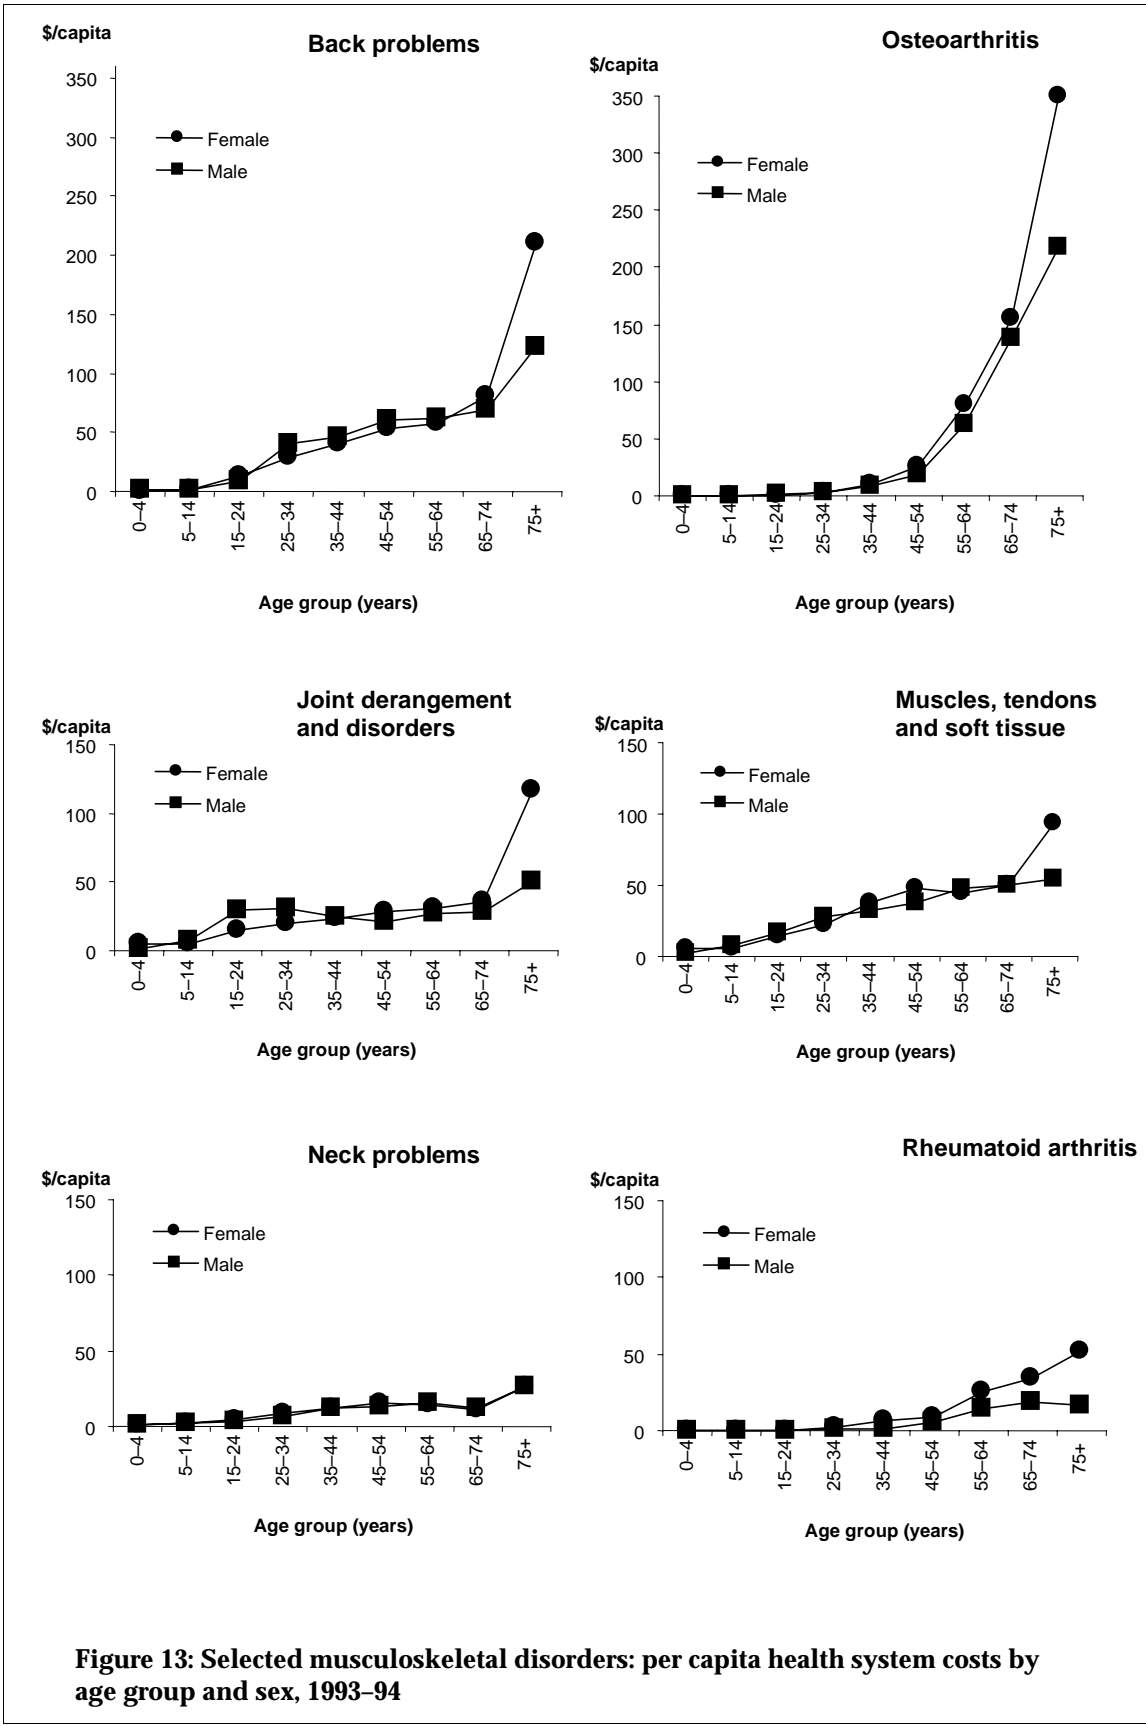 $/capita
Back problems
350
300
250
200
150
100
50
0
Female
Male
0–4
5–14
15–24
25–34
35–44
45–54
55–64
65–74
75+
Age group (years)
Osteoarthritis
$/capita
350
300
250
200
150
100
50
0
Female
Male
0–4
5–14
15–24
25–34
35–44
45–54
55–64
65–74
75+
Age group (years)
Joint derangement
and disorders
$/capita
150
100
50
0
Female
Male
0–4
5–14
15–24
25–34
35–44
45–54
55–64
65–74
75+
Age group (years)
Muscles, tendons
and soft tissue
$/capita
150
100
50
0
Female
Male
0–4
5–14
15–24
25–34
35–44
45–54
55–64
65–74
75+
Age group (years)
Neck problems
$/capita
150
100
50
0
Female
Male
0–4
5–14
15–24
25–34
35–44
45–54
55–64
65–74
75+
Age group (years)
Rheumatoid arthritis
$/capita
150
100
50
0
Female
Male
0–4
5–14
15–24
25–34
35–44
45–54
55–64
65–74
75+
Age group (years)
Figure 13: Selected musculoskeletal disorders: per capita health system costs by
age group and sex, 1993–94